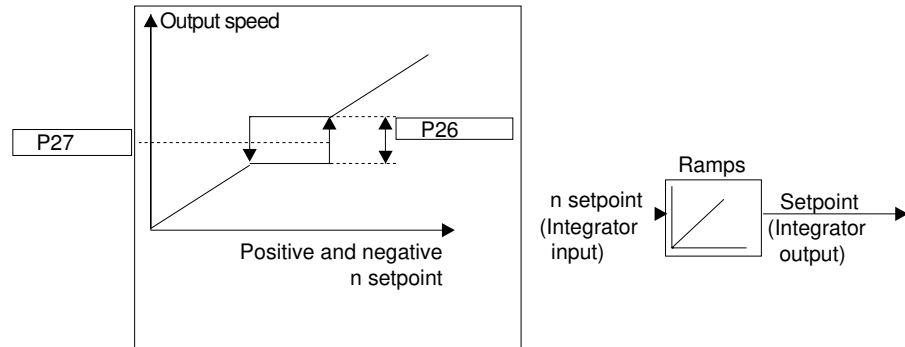 Output speed
P27
P26
Positive and negative
n setpoint
Ramps
n setpoint
(Integrator
input)
Setpoint
(Integrator
output)